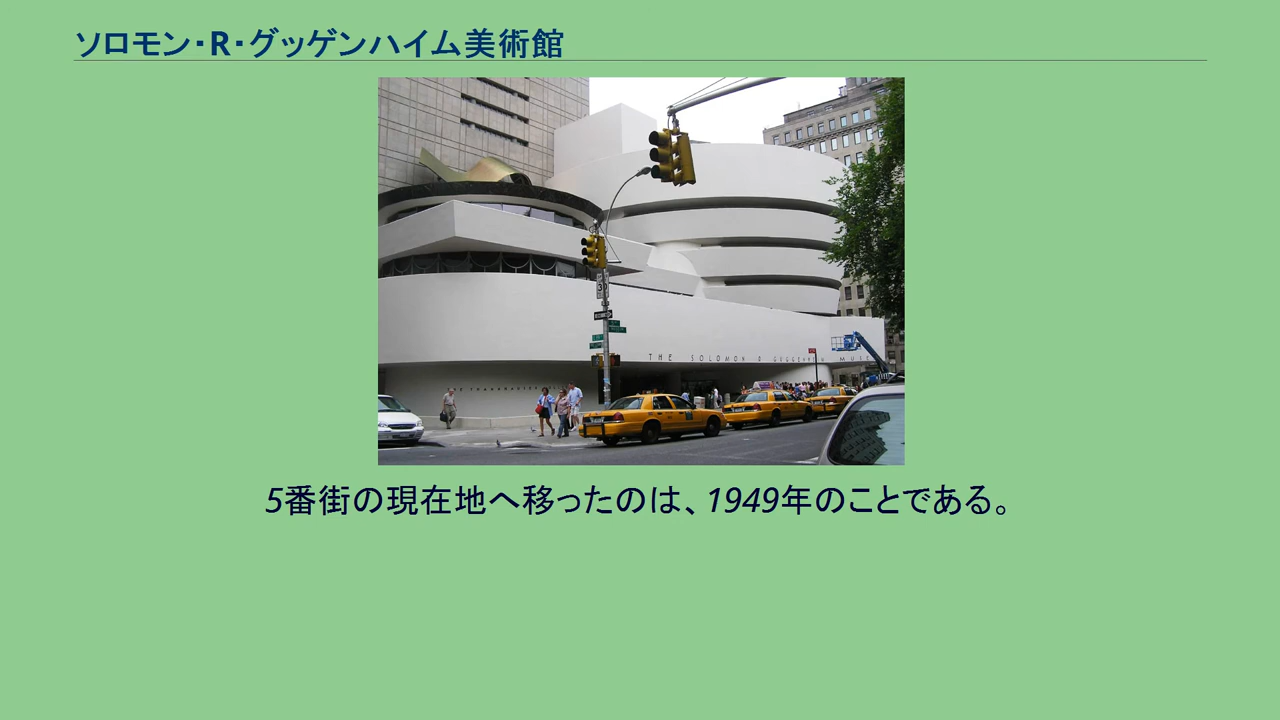 ソロモン・R・グッゲンハイム美術館
THE SOLOMON R GUGGENHEIM
5番街の現在地へ移ったのは、1949年のことである。